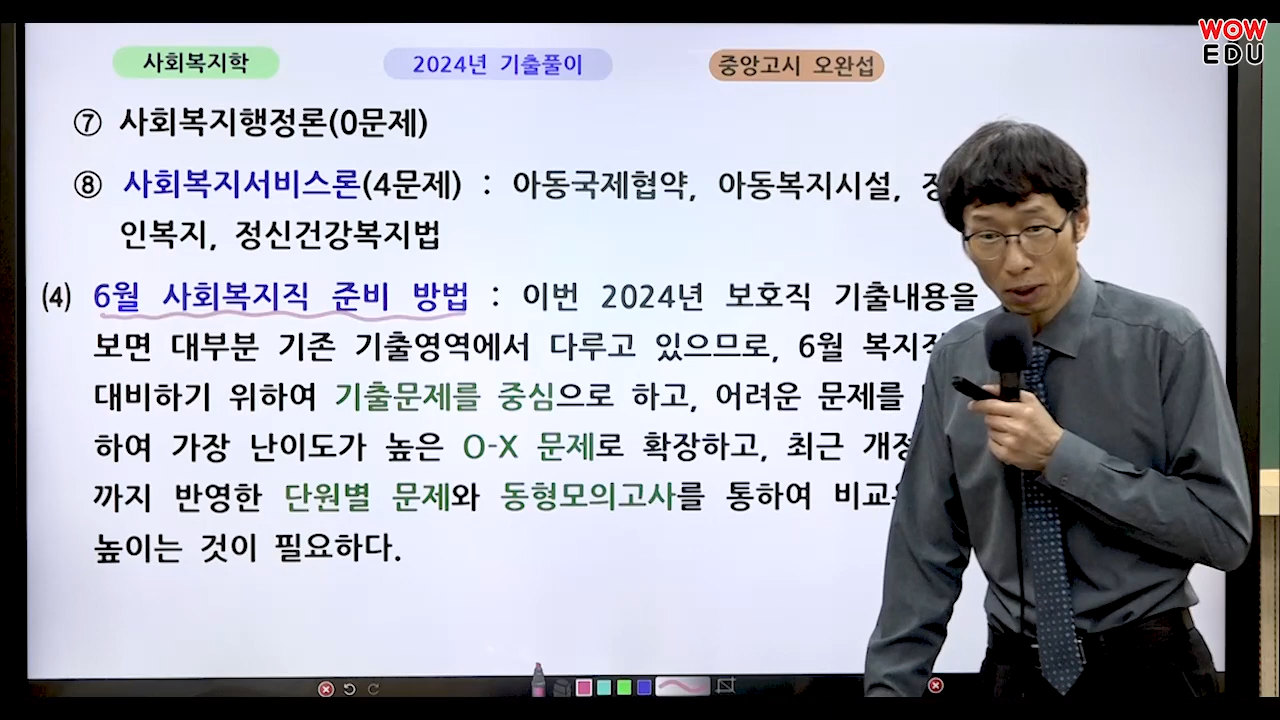 WOW
EDU
사회복지학
2024년 기출풀이
중앙고시 오완섭
⑦ 사회복지행정론(0문제)
⑧ 사회복지서비스론(4문제) : 아동국제협약, 아동복지시설,
인복지, 정신건강복지법
(4) 6월 사회복지직 준비 방법 : 이번 2024년 보호직 기출내용을
보면 대부분 기존 기출영역에서 다루고 있으므로, 6월
대비하기 위하여 기출문제를 중심으로 하고, 어려운 문제를
하여 가장 난이도가 높은 O-X 문제로 확장하고, 최근
까지 반영한 단원별 문제와 동형모의고사를 통하여
높이는 것이 필요하다.